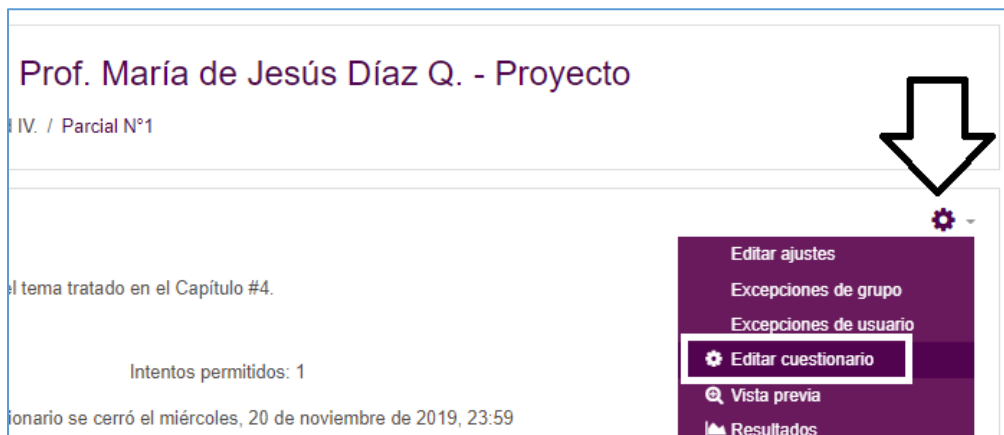 Prof. María de Jesús Díaz Q. - Proyecto
IV. / Parcial N°1
Editar ajustes
el tema tratado en el Capítulo #4.
Excepciones de grupo
Excepciones de usuario
Editar cuestionario
Intentos permitidos: 1
Vista previa
ionario se cerró el miércoles, 20 de noviembre de 2019, 23:59
Resultados